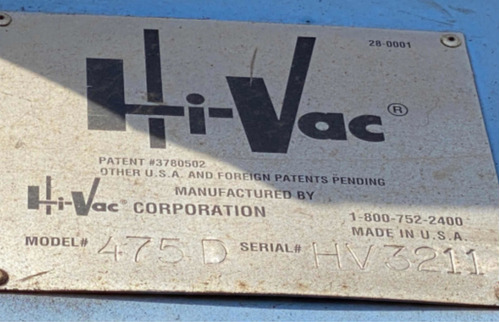 28-0001
Hi-Vac®
PATENT #3780502
OTHER U.S.A. AND FOREIGN PATENTS PENDING
MANUFACTURED BY
Hi-Vac® CORPORATION
1-800-752-2400
MADE IN U.S.A.
MODEL# 475D SERIAL# HV3211